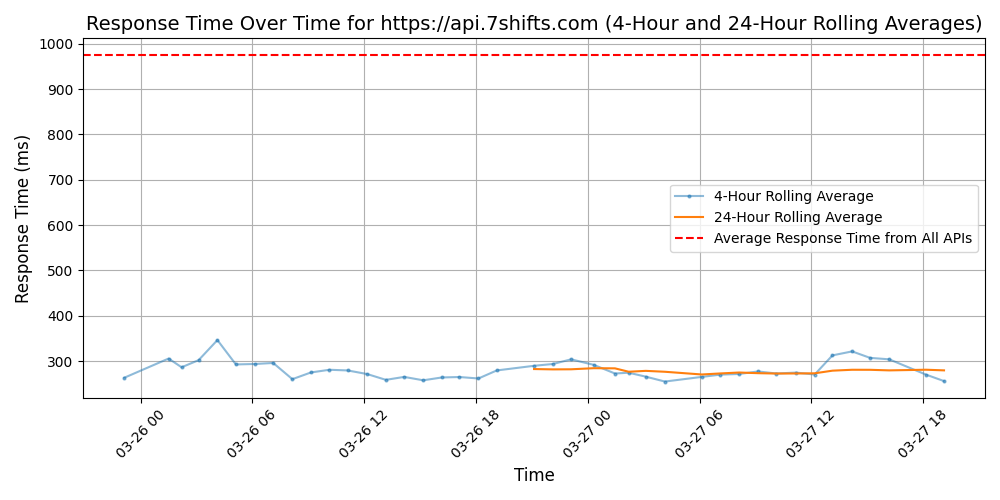 Response Time Over Time for https://api.7shifts.com (4-Hour and 24-Hour Rolling Averages)
Response Time (ms)
1000
900
800
700
600
500
400
300
4-Hour Rolling Average
24-Hour Rolling Average
Average Response Time from All APIs
03-26 00
03-26 06
03-26 12
03-26 18
03-27 00
03-27 06
03-27 12
03-27 18
Time